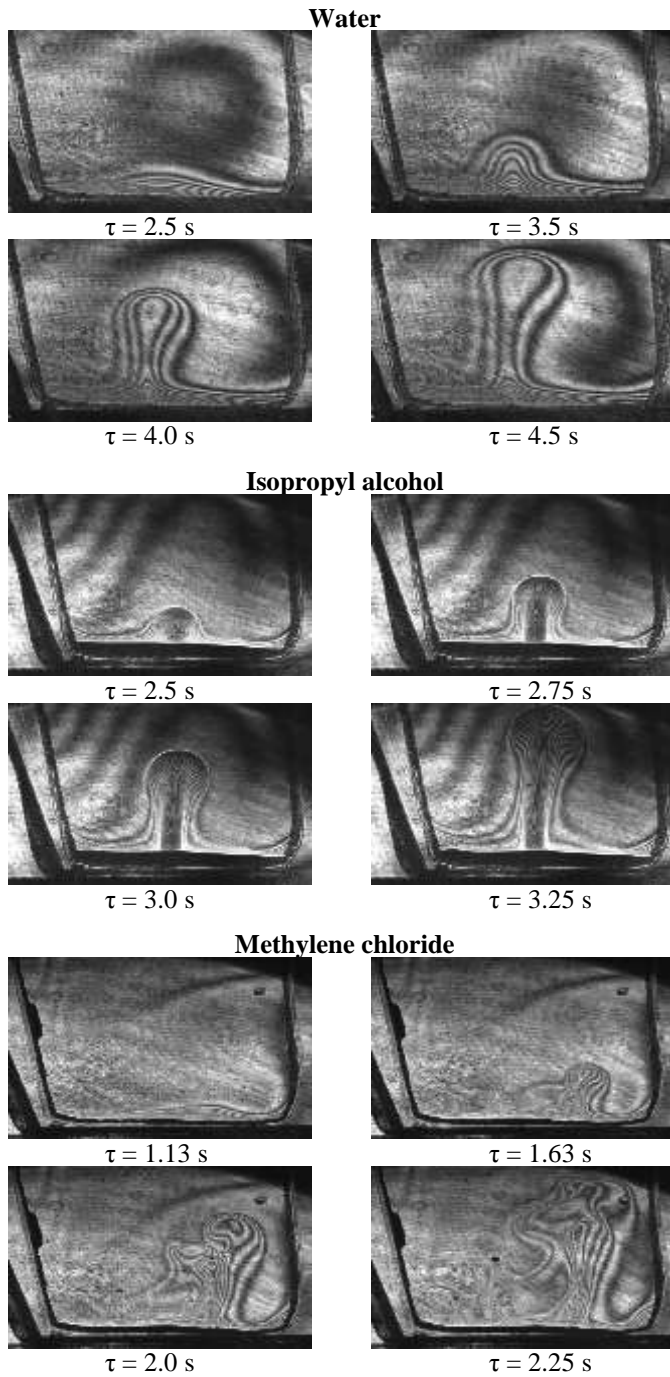 Water
τ = 2.5 s
τ = 3.5 s
τ = 4.0 s
τ = 4.5 s
Isopropyl alcohol
τ = 2.5 s
τ = 2.75 s
τ = 3.0 s
τ = 3.25 s
Methylene chloride
τ = 1.13 s
τ = 1.63 s
τ = 2.0 s
τ = 2.25 s